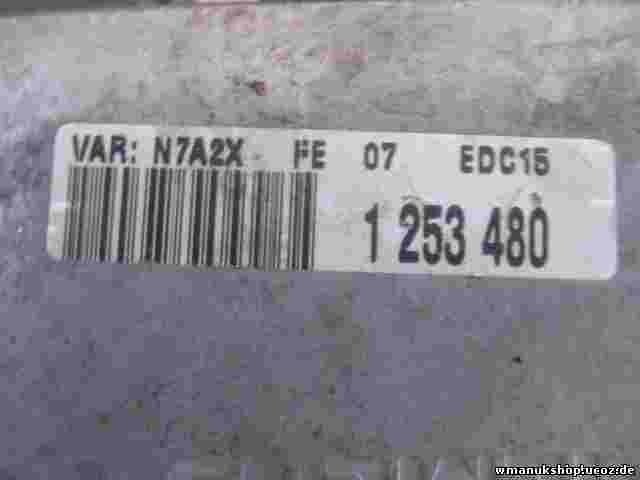 VAR: N7A2X FE 07 EDC15
1 253 480
wmanukshop.ucoz.de